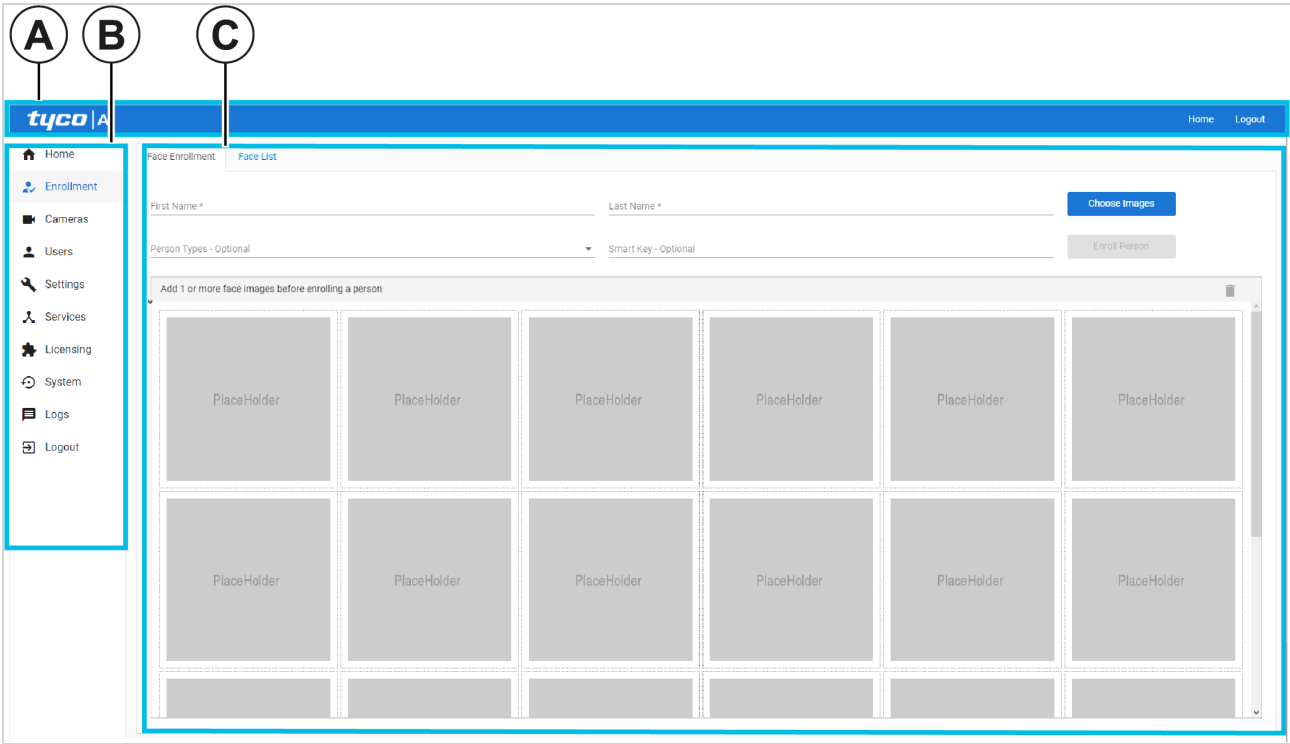 A B C
tyco | A Home Logout
Home
Enrollment
Cameras
Users
Settings
Services
Licensing
System
Logs
Logout
Face Enrollment Face List
First Name * Last Name * Choose Images
Person Types - Optional Smart Key - Optional Enroll Person
Add 1 or more face images before enrolling a person
PlaceHolder PlaceHolder PlaceHolder PlaceHolder PlaceHolder PlaceHolder
PlaceHolder PlaceHolder PlaceHolder PlaceHolder PlaceHolder PlaceHolder